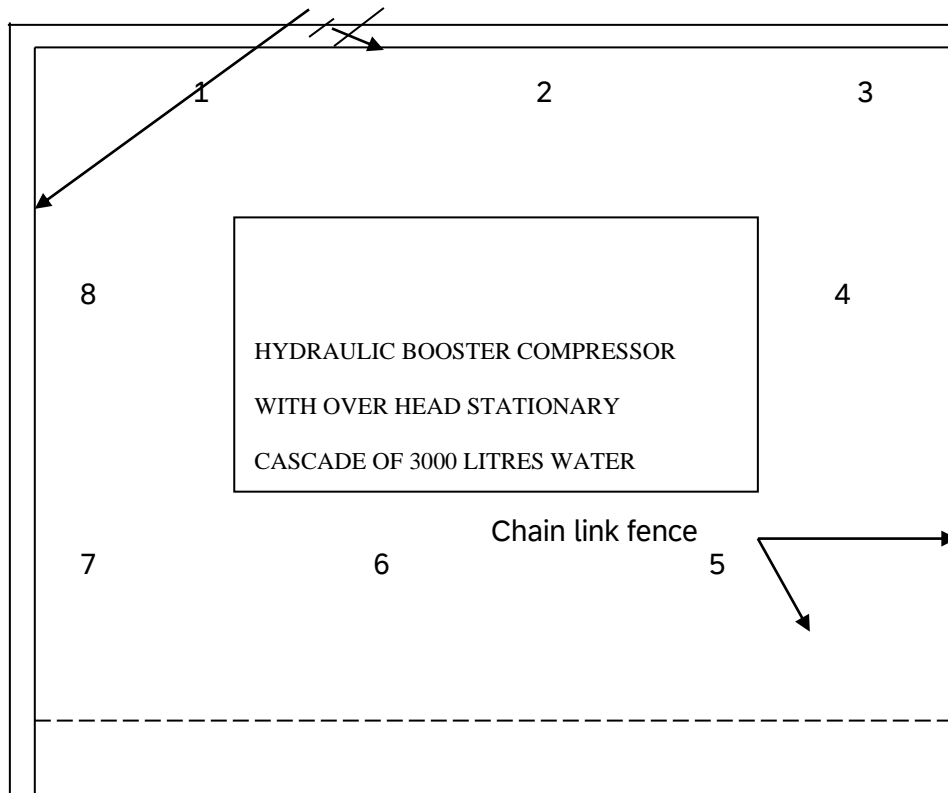 1 2 3
8 4
HYDRAULIC BOOSTER COMPRESSOR
WITH OVER HEAD STATIONARY
CASCADE OF 3000 LITRES WATER
Chain link fence
7 6 5